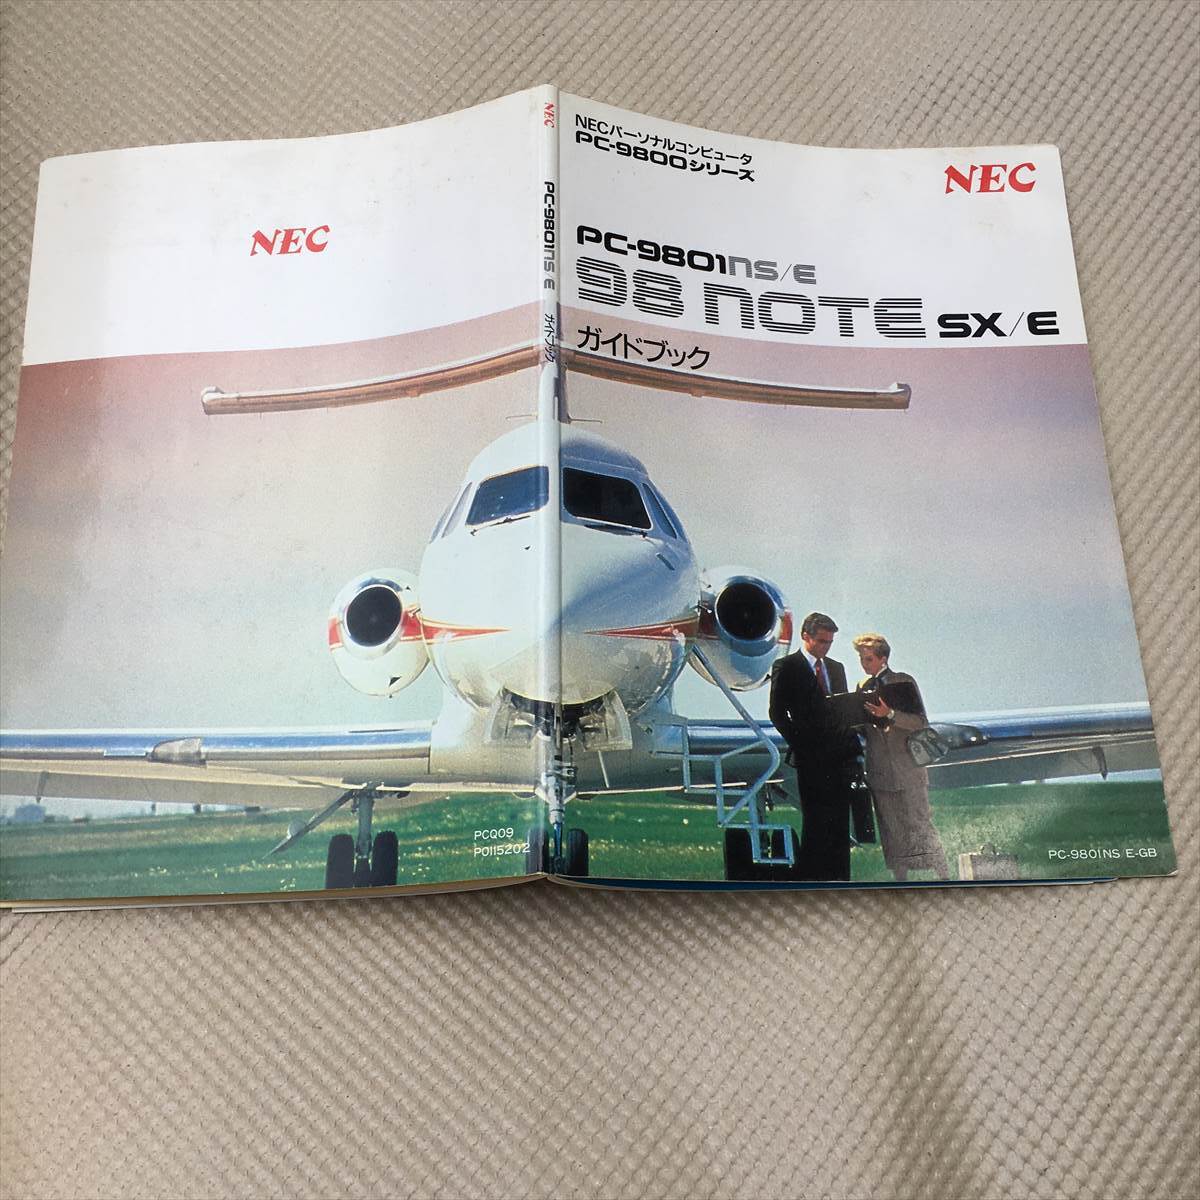 NEC
PCQ09
P0115202
NEC
PC-9801NS/E
ガイドブック
NECパーソナルコンピュータ
PC-9800シリーズ
NEC
PC-9801NS/E
98 NOTE SX/E
ガイドブック
PC-9801NS/E-GB